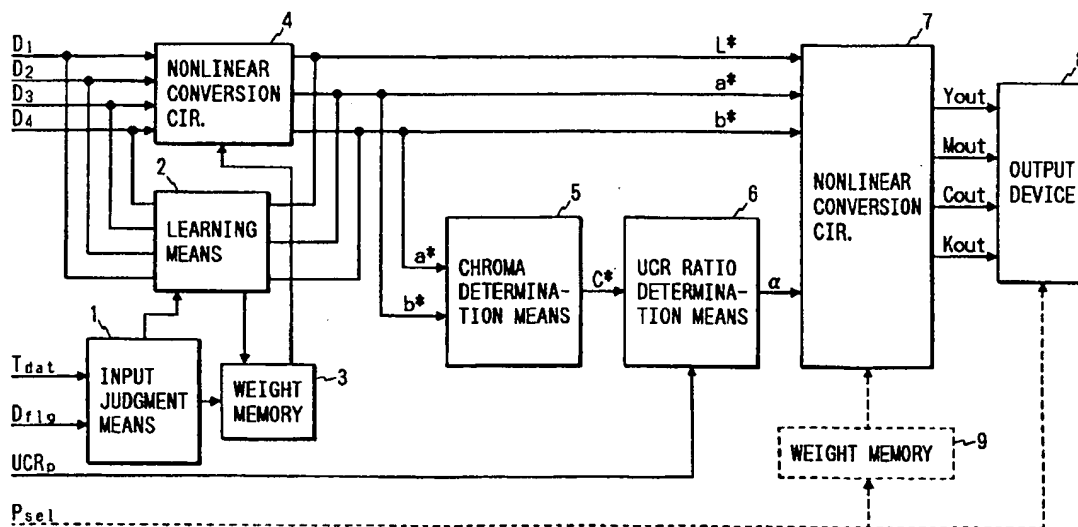 D1
D2
D3
D4
4
NONLINEAR
CONVERSION
CIR.
L*
a*
b*
7
NONLINEAR
CONVERSION
CIR.
Yout
Mout
Cout
Kout
OUTPUT
DEVICE
2
LEARNING
MEANS
a*
b*
5
CHROMA
DETERMINA-
TION MEANS
C*
6
UCR RATIO
DETERMINA-
TION MEANS
α
1
Tdat
Dflg
INPUT
JUDGMENT
MEANS
WEIGHT
MEMORY
3
UCRp
WEIGHT MEMORY
9
Psel